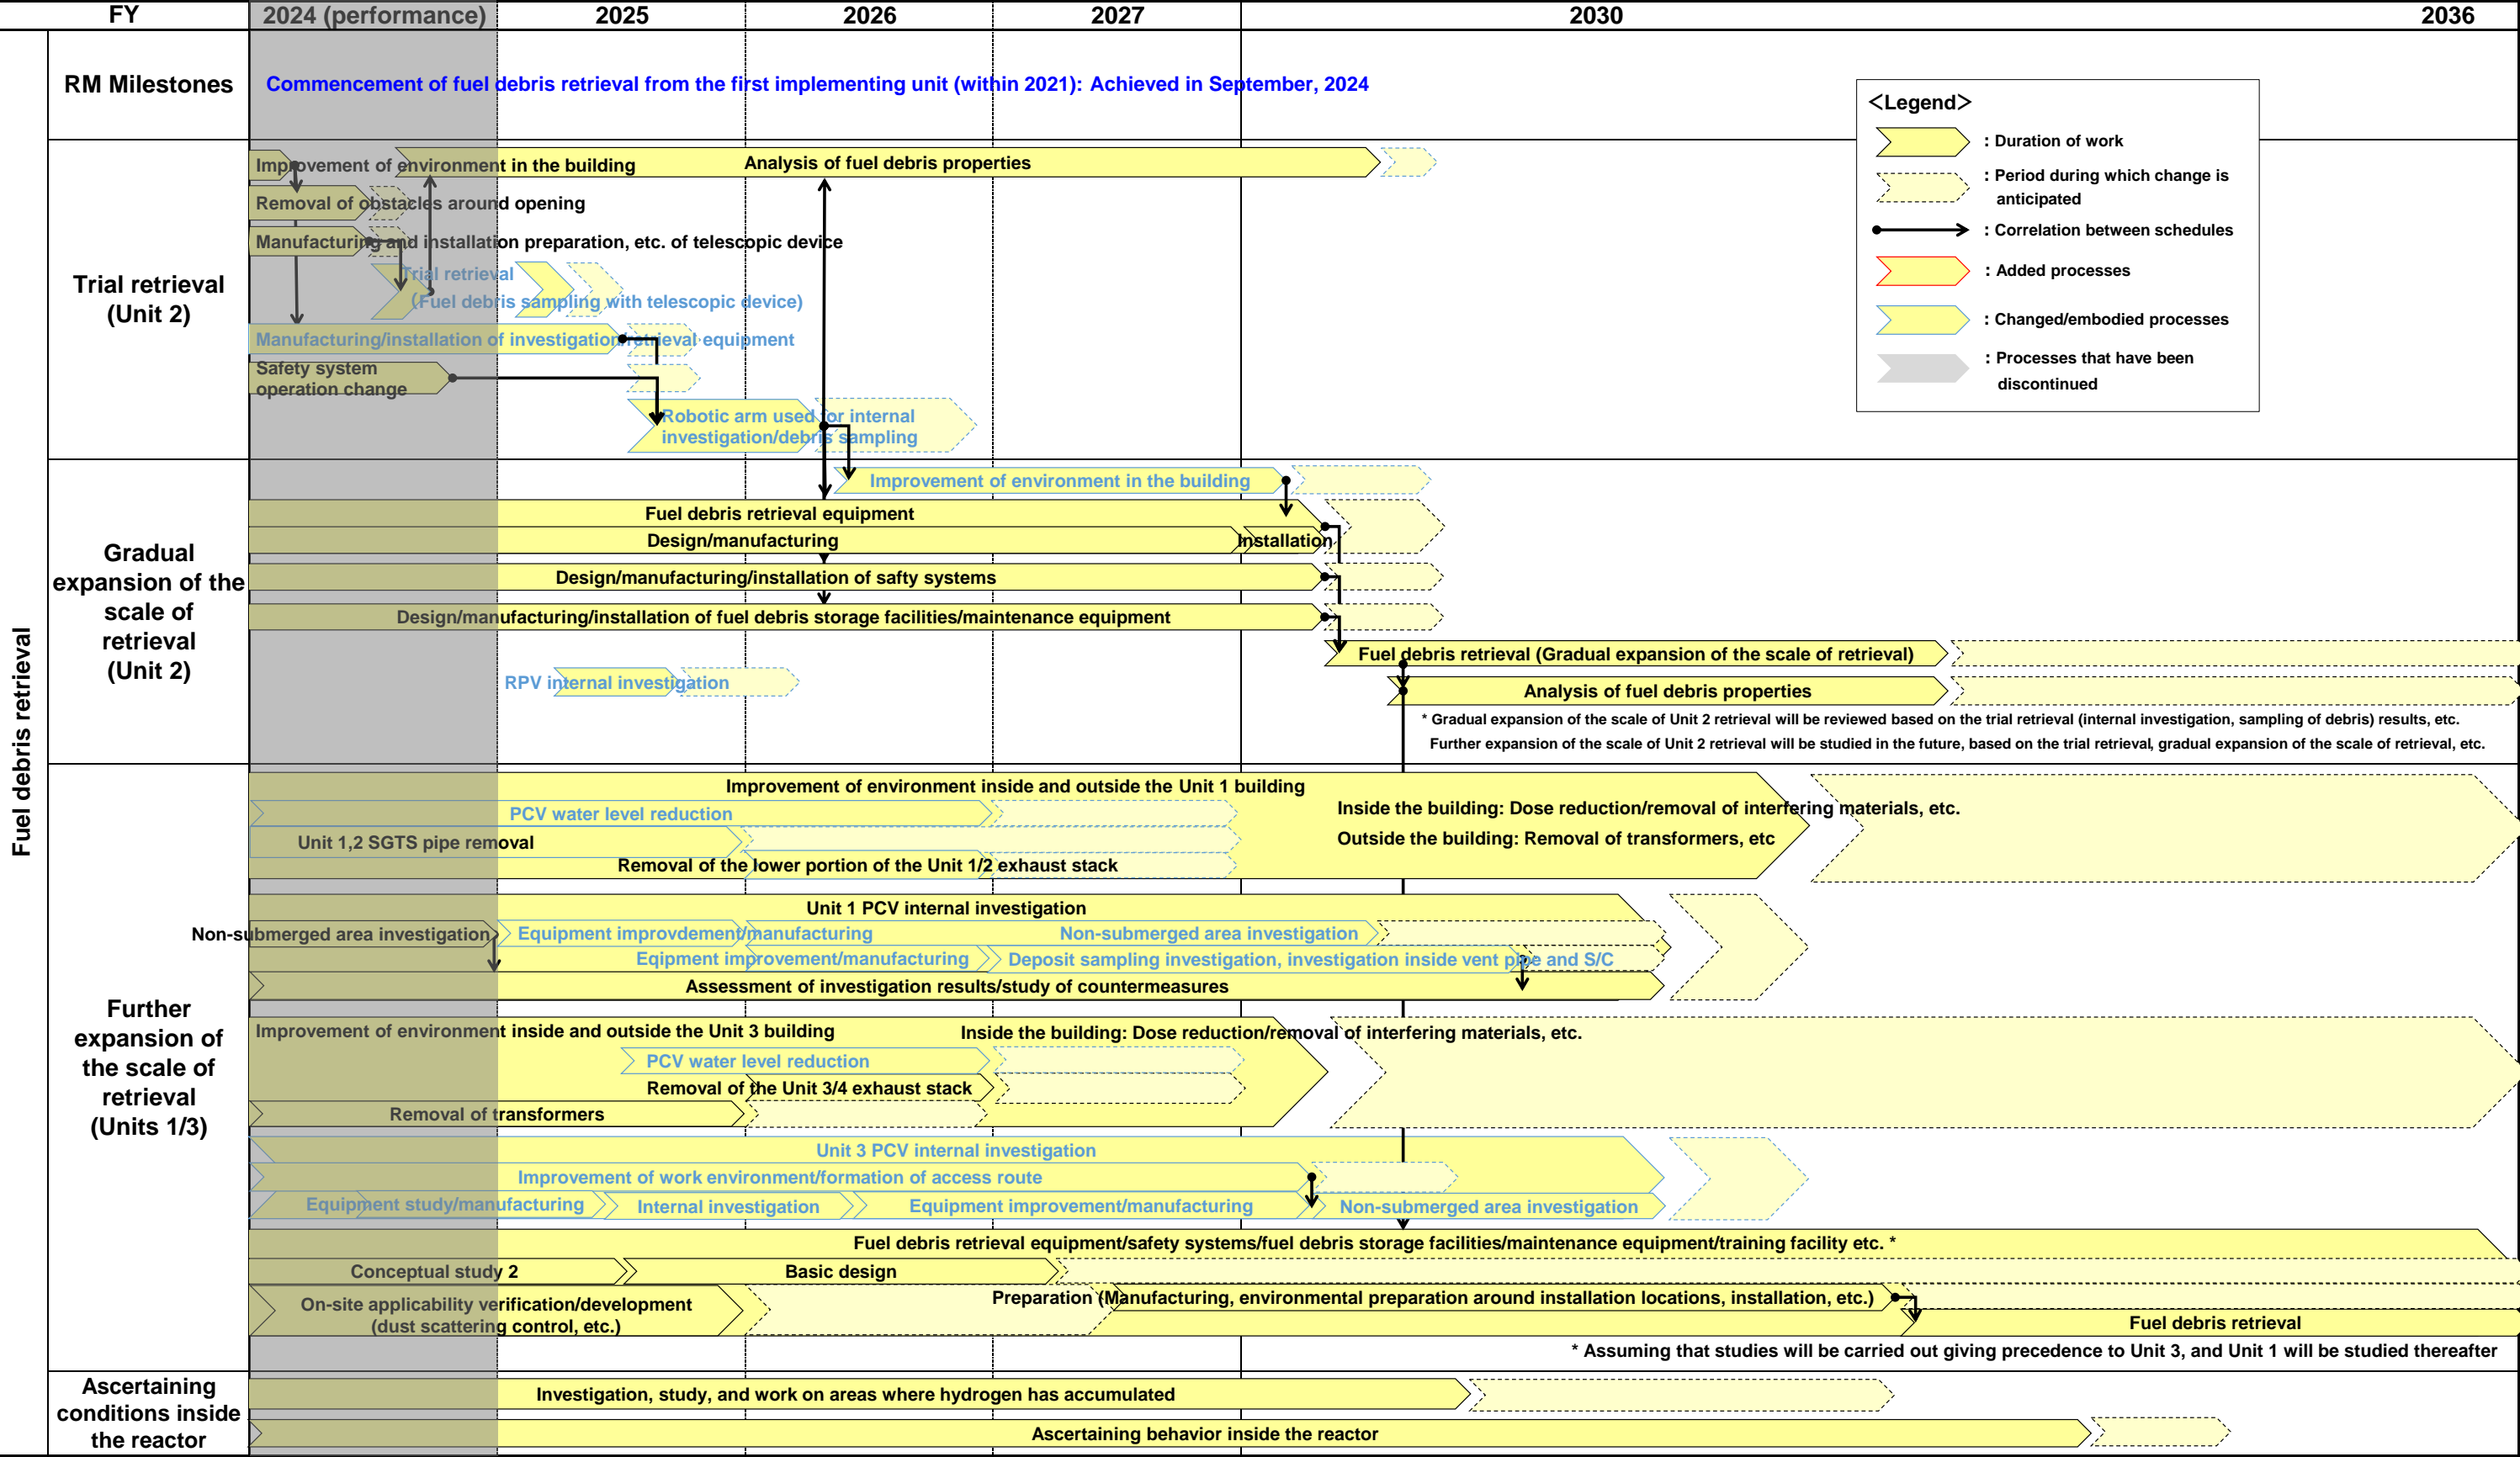 FY
2024 (performance)
2025
2026
2027
2030
2036
Fuel debris retrieval
RM Milestones
Commencement of fuel debris retrieval from the first implementing unit (within 2021): Achieved in September, 2024
<Legend>
: Duration of work
: Period during which change is
anticipated
: Correlation between schedules
: Added processes
: Changed/embodied processes
: Processes that have been
discontinued
Trial retrieval
(Unit 2)
Improvement of environment in the building
Analysis of fuel debris properties
Removal of obstacles around opening
Manufacturing and installation preparation, etc. of telescopic device
Trial retrieval
(Fuel debris sampling with telescopic device)
Manufacturing/installation of investigation/retrieval equipment
Safety system
operation change
Robotic arm used for internal
investigation/debris sampling
Gradual
expansion of the
scale of
retrieval
(Unit 2)
Improvement of environment in the building
Fuel debris retrieval equipment
Design/manufacturing
Installation
Design/manufacturing/installation of safty systems
Design/manufacturing/installation of fuel debris storage facilities/maintenance equipment
Fuel debris retrieval (Gradual expansion of the scale of retrieval)
RPV internal investigation
Analysis of fuel debris properties
* Gradual expansion of the scale of Unit 2 retrieval will be reviewed based on the trial retrieval (internal investigation, sampling of debris) results, etc.
Further expansion of the scale of Unit 2 retrieval will be studied in the future, based on the trial retrieval, gradual expansion of the scale of retrieval, etc.
Further
expansion of
the scale of
retrieval
(Units 1/3)
Improvement of environment inside and outside the Unit 1 building
PCV water level reduction
Inside the building: Dose reduction/removal of interfering materials, etc.
Unit 1,2 SGTS pipe removal
Outside the building: Removal of transformers, etc
Removal of the lower portion of the Unit 1/2 exhaust stack
Unit 1 PCV internal investigation
Non-submerged area investigation
Equipment improvdement/manufacturing
Non-submerged area investigation
Eqipment improvement/manufacturing
Deposit sampling investigation, investigation inside vent pipe and S/C
Assessment of investigation results/study of countermeasures
Improvement of environment inside and outside the Unit 3 building
Inside the building: Dose reduction/removal of interfering materials, etc.
PCV water level reduction
Removal of the Unit 3/4 exhaust stack
Removal of transformers
Unit 3 PCV internal investigation
Improvement of work environment/formation of access route
Equipment study/manufacturing
Internal investigation
Equipment improvement/manufacturing
Non-submerged area investigation
Fuel debris retrieval equipment/safety systems/fuel debris storage facilities/maintenance equipment/training facility etc. *
Conceptual study 2
Basic design
On-site applicability verification/development
(dust scattering control, etc.)
Preparation (Manufacturing, environmental preparation around installation locations, installation, etc.)
Fuel debris retrieval
* Assuming that studies will be carried out giving precedence to Unit 3, and Unit 1 will be studied thereafter
Ascertaining
conditions inside
the reactor
Investigation, study, and work on areas where hydrogen has accumulated
Ascertaining behavior inside the reactor